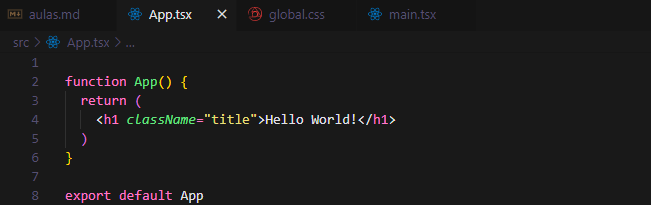 aulas.md App.tsx global.css main.tsx
src > App.tsx > ...
1
2 function App() {
3 return (
4 <h1 className="title">Hello World!</h1>
5 )
6 }
7
8 export default App